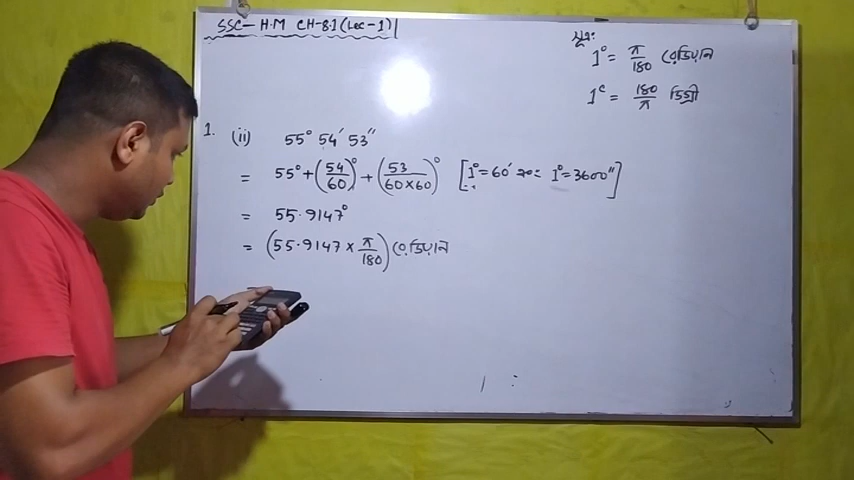 SSC- H.M CH-8.1 (Lec-1)
সূত্র:
1° = π/180 রেডিয়ান
1ᶜ = 180/π ডিগ্রী
1. (ii) 55° 54′ 53″
= 55° + (54/60)° + (53/60×60)° [1° = 60′ এবং 1° = 3600″]
= 55.9147°
= (55.9147 × π/180) রেডিয়ান
=